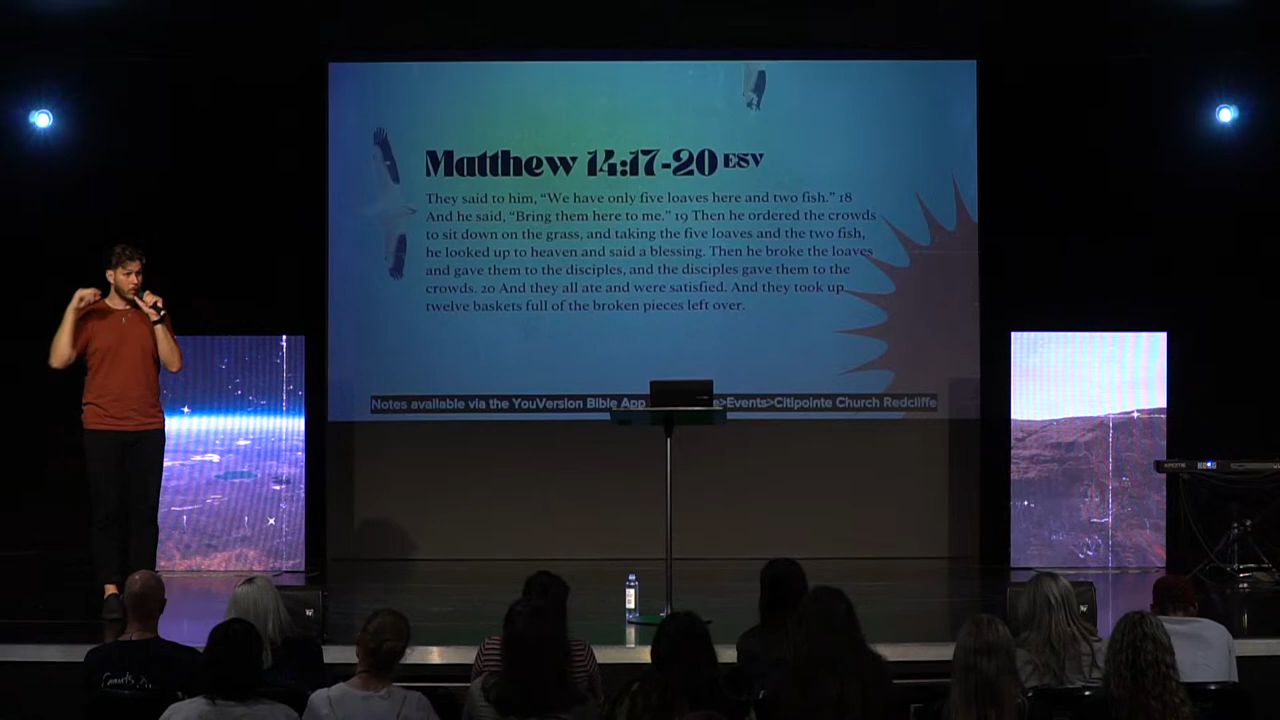 Matthew 14:17-20 ESV
They said to him, “We have only five loaves here and two fish.” 18
And he said, “Bring them here to me.” 19 Then he ordered the crowds
to sit down on the grass, and taking the five loaves and the two fish,
he looked up to heaven and said a blessing. Then he broke the loaves
and gave them to the disciples, and the disciples gave them to the
crowds. 20 And they all ate and were satisfied. And they took up
twelve baskets full of the broken pieces left over.
Notes available via the YouVersion Bible App >Events>Citipointe Church Redcliffe